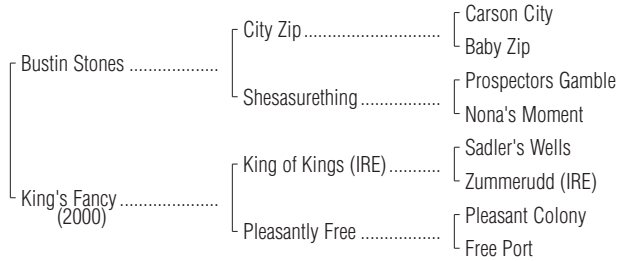 Carson City
City Zip
Baby Zip
Bustin Stones
Prospectors Gamble
Shesasurething
Nona's Moment
Sadler's Wells
King of Kings (IRE)
Zummerudd (IRE)
King's Fancy
(2000)
Pleasant Colony
Pleasantly Free
Free Port